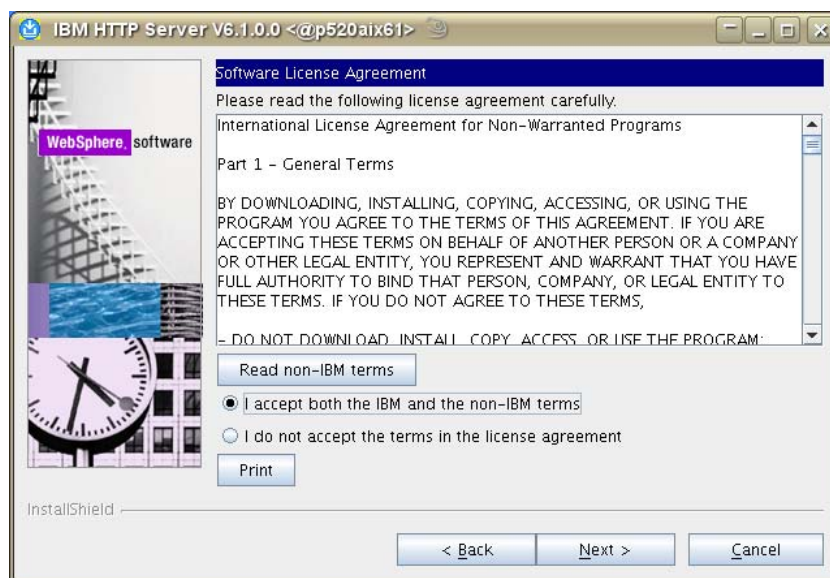 IBM HTTP Server V6.1.0.0 <@p520aix61>
WebSphere. software
Software License Agreement
Please read the following license agreement carefully.
International License Agreement for Non-Warranted Programs
Part 1 - General Terms
BY DOWNLOADING, INSTALLING, COPYING, ACCESSING, OR USING THE
PROGRAM YOU AGREE TO THE TERMS OF THIS AGREEMENT. IF YOU ARE
ACCEPTING THESE TERMS ON BEHALF OF ANOTHER PERSON OR A COMPANY
OR OTHER LEGAL ENTITY, YOU REPRESENT AND WARRANT THAT YOU HAVE
FULL AUTHORITY TO BIND THAT PERSON, COMPANY, OR LEGAL ENTITY TO
THESE TERMS. IF YOU DO NOT AGREE TO THESE TERMS,
- DO NOT DOWNLOAD, INSTALL, COPY, ACCESS, OR USE THE PROGRAM;
Read non-IBM terms
I accept both the IBM and the non-IBM terms
I do not accept the terms in the license agreement
Print
InstallShield
< Back
Next >
Cancel